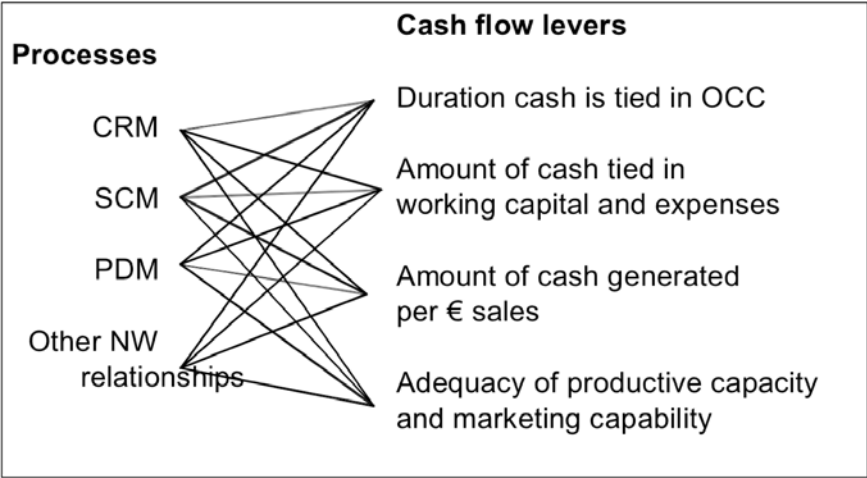 Processes
CRM
SCM
PDM
Other NW
relationships
Cash flow levers
Duration cash is tied in OCC
Amount of cash tied in
working capital and expenses
Amount of cash generated
per € sales
Adequacy of productive capacity
and marketing capability